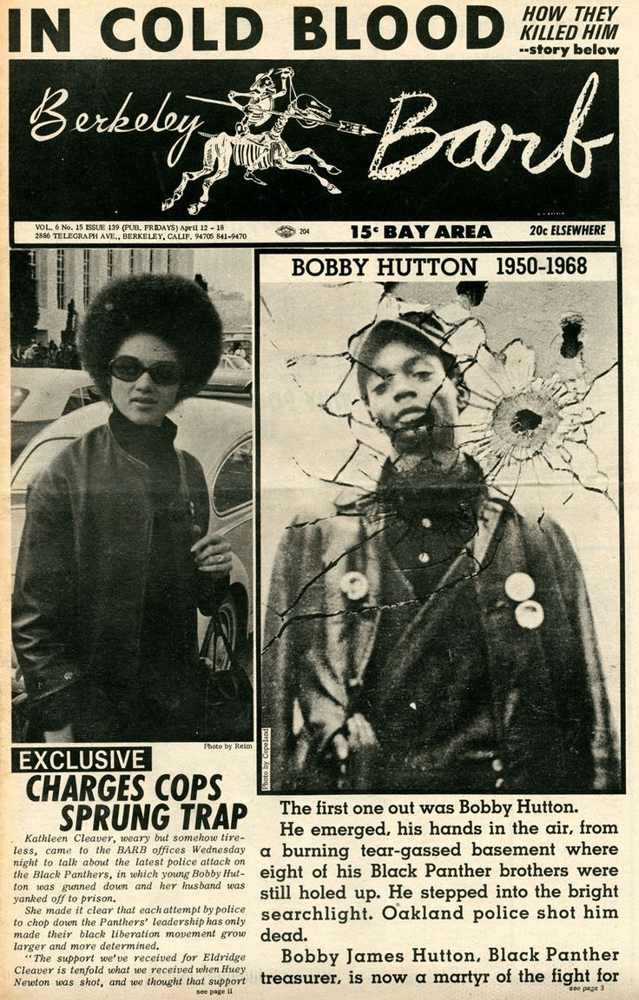 IN COLD BLOOD
HOW THEY
KILLED HIM
--story below
Berkeley Barb
VOL. 6 No. 15 ISSUE 139 (PUB. FRIDAYS) April 12 - 18
2886 TELEGRAPH AVE., BERKELEY, CALIF. 94705 841-9470
204
15¢ BAY AREA
20c ELSEWHERE
BOBBY HUTTON 1950-1968
Photo by Reim
Photo by Copeland
EXCLUSIVE
CHARGES COPS
SPRUNG TRAP
Kathleen Cleaver, weary but somehow tire-
less, came to the BARB offices Wednesday
night to talk about the latest police attack on
the Black Panthers, in which young Bobby Hut-
ton was gunned down and her husband was
yanked off to prison.
She made it clear that each attempt by police
to chop down the Panthers' leadership has only
made their black liberation movement grow
larger and more determined.
"The support we've received for Eldridge
Cleaver is tenfold what we received when Huey
Newton was shot, and we thought that support
see page 11
The first one out was Bobby Hutton.
He emerged, his hands in the air, from
a burning tear-gassed basement where
eight of his Black Panther brothers were
still holed up. He stepped into the bright
searchlight. Oakland police shot him
dead.
Bobby James Hutton, Black Panther
treasurer, is now a martyr of the fight for
see page 3